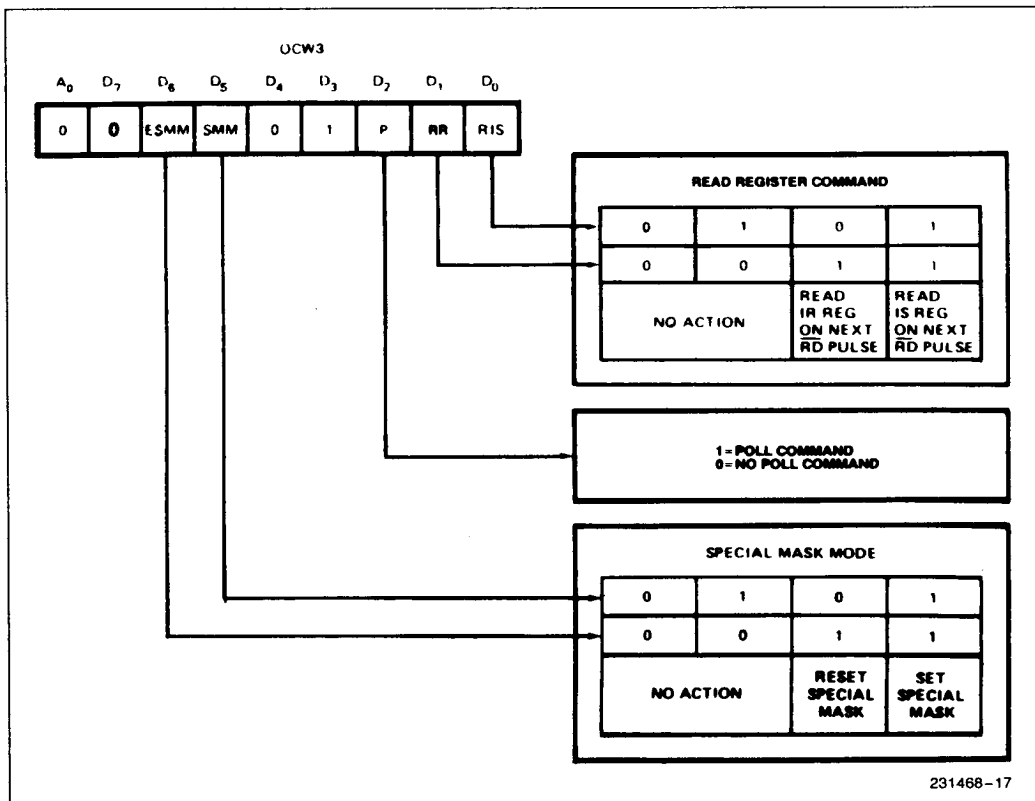 OCW3
A0 D7 D6 D5 D4 D3 D2 D1 D0
0 0 ESMM SMM 0 1 P RR RIS
READ REGISTER COMMAND
0 1 0 1
0 0 1 1
NO ACTION
READ
IR REG
ON NEXT
RD PULSE
READ
IS REG
ON NEXT
RD PULSE
1 = POLL COMMAND
0 = NO POLL COMMAND
SPECIAL MASK MODE
0 1 0 1
0 0 1 1
NO ACTION
RESET
SPECIAL
MASK
SET
SPECIAL
MASK
231468-17